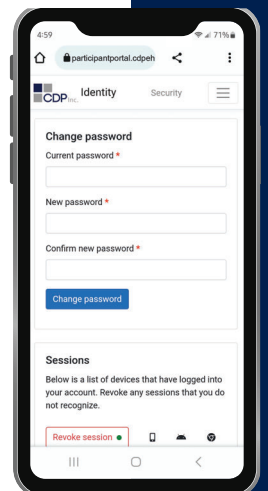 4:59
71%
participantportal.cdpeh
CDP Inc.
Identity
Security
Change password
Current password *
New password *
Confirm new password *
Change password
Sessions
Below is a list of devices that have logged into
your account. Revoke any sessions that you do
not recognize.
Revoke session